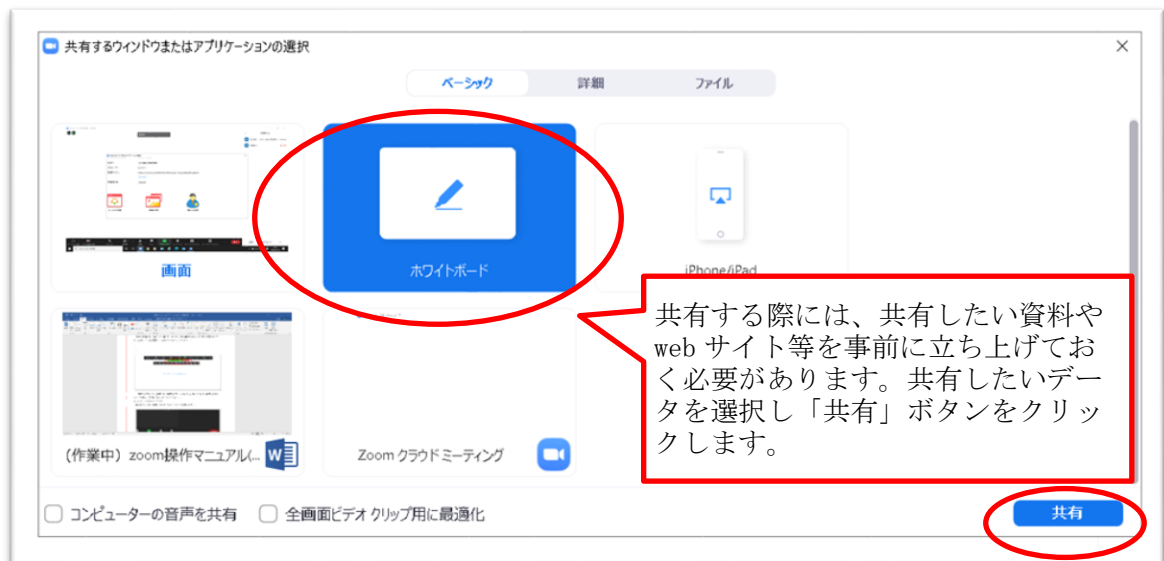 共有するウィンドウまたはアプリケーションの選択
ベーシック 詳細 ファイル
画面
ホワイトボード
iPhone/iPad
共有する際には、共有したい資料や
web サイト等を事前に立ち上げてお
く必要があります。共有したいデー
タを選択し「共有」ボタンをクリッ
クします。
(作業中) zoom操作マニュアル(...
W
Zoom クラウド ミーティング
コンピューターの音声を共有 全画面ビデオ クリップ用に最適化
共有